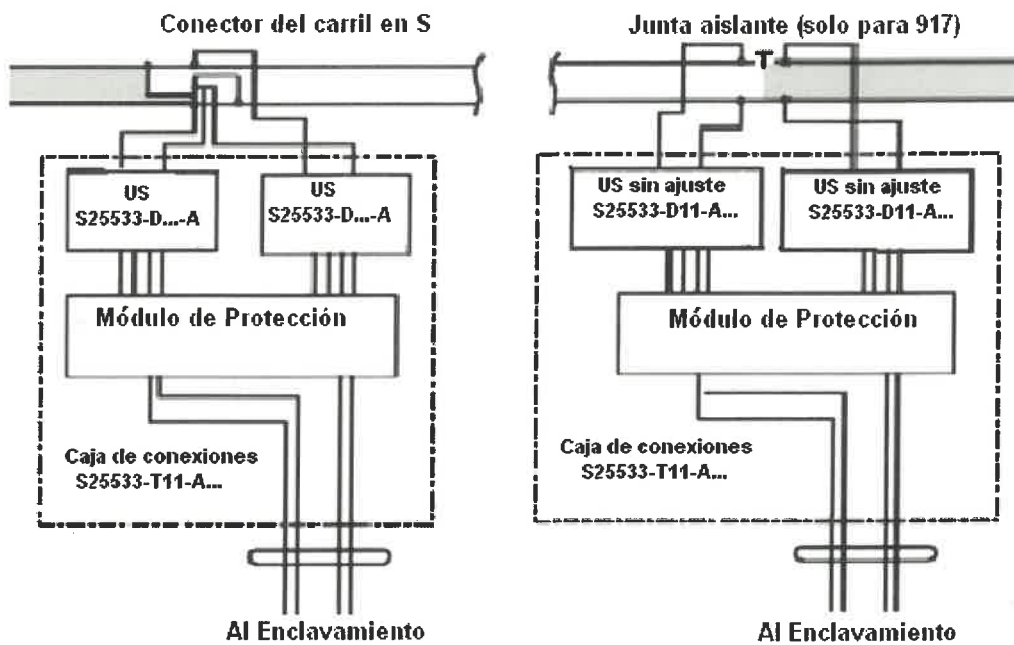 Conector del carril en S
US
S25533-D...-A
US
S25533-D...-A
Módulo de Protección
Caja de conexiones
S25533-T11-A...
Al Enclavamiento
Junta aislante (solo para 917)
US sin ajuste
S25533-D11-A...
US sin ajuste
S25533-D11-A...
Módulo de Protección
Caja de conexiones
S25533-T11-A...
Al Enclavamiento